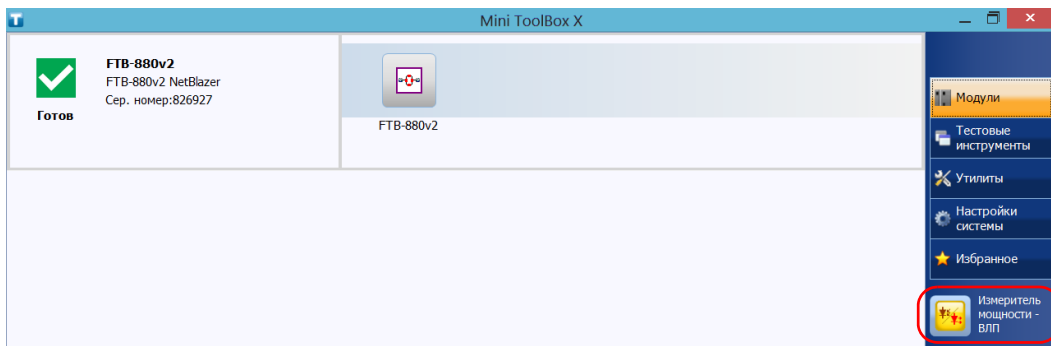 Mini ToolBox X
FTB-880v2
FTB-880v2 NetBlazer
Сер. номер:826927
Готов
FTB-880v2
Модули
Тестовые
инструменты
Утилиты
Настройки
системы
Избранное
Измеритель
мощности -
ВЛП